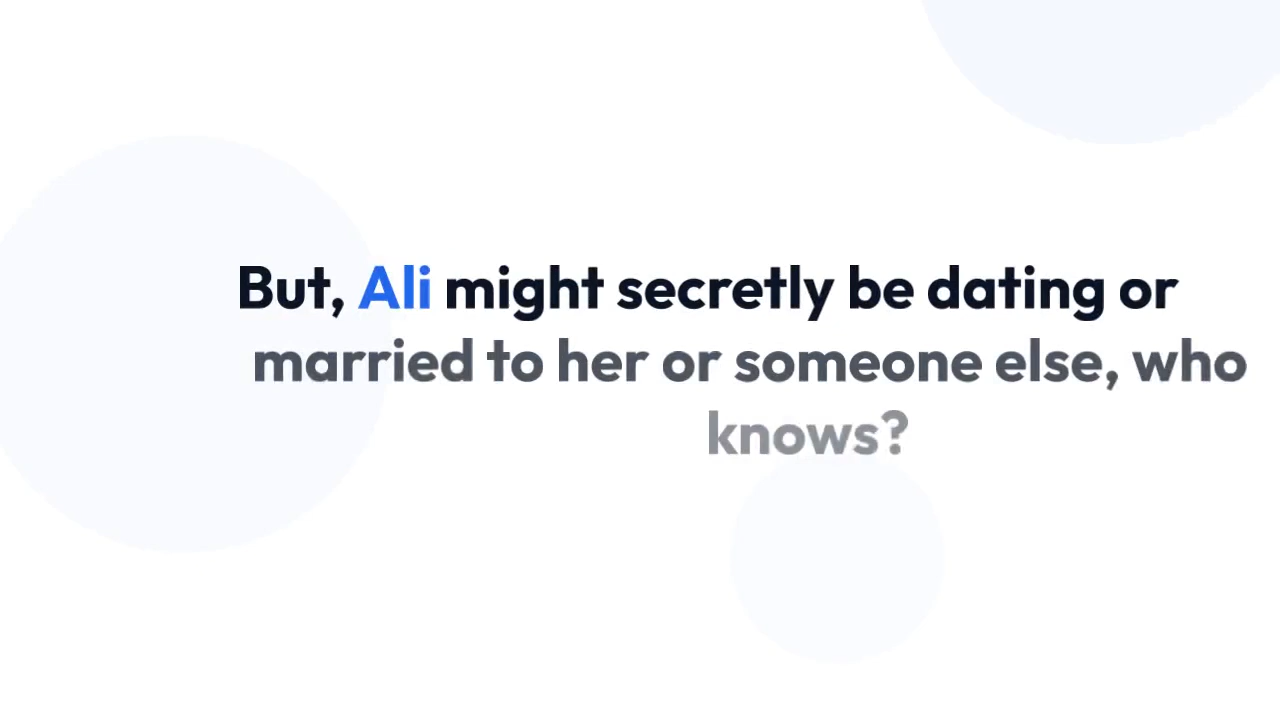 But, Ali might secretly be dating or
married to her or someone else, who
knows?